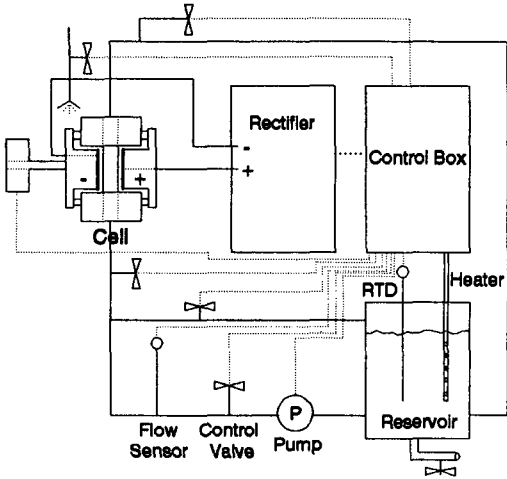 Rectifier
-
+
Control Box
-
+
Cell
RTD
Heater
P
Reservoir
Flow
Sensor
Control
Valve
Pump